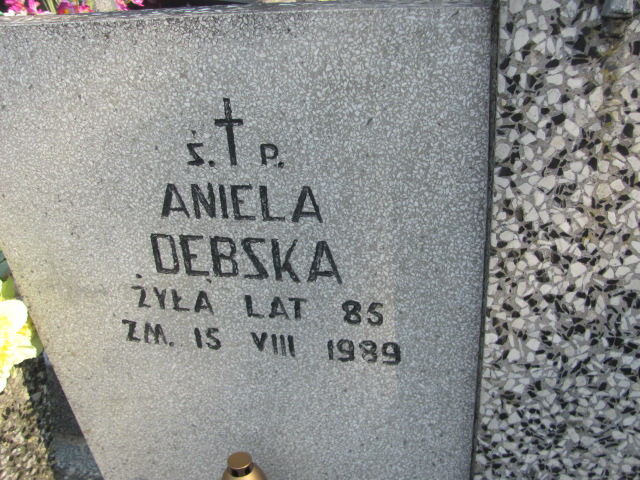 Ś. P.
ANIELA
DĘBSKA
ŻYŁA LAT 85
ZM. 15 VIII 1989